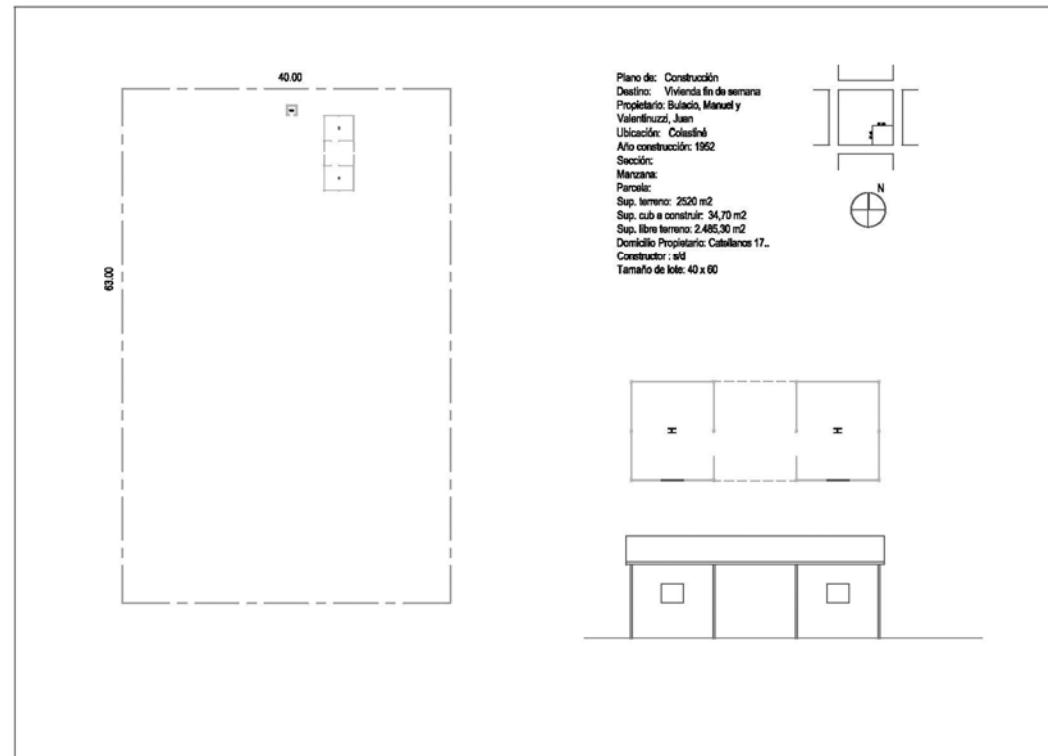 40.00
63.00
Plano de: Construcción
Destino: Vivienda fin de semana
Propietario: Bulacio, Manuel y
Valentinuzzi, Juan
Ubicación: Colastiné
Año construcción: 1952
Sección:
Manzana:
Parcela:
Sup. terreno: 2520 m2
Sup. cub a construir: 34,70 m2
Sup. libre terreno: 2.485,30 m2
Domicilio Propietario: Catellanos 17..
Constructor : s/d
Tamaño de lote: 40 x 60
N
H
H